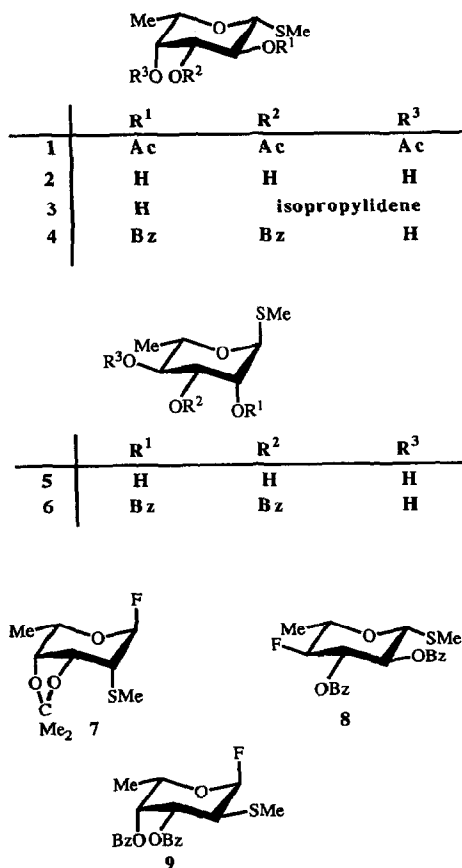 Me O SMe
OR¹
R³O OR²
R¹ R² R³
1 Ac Ac Ac
2 H H H
3 H isopropylidene
4 Bz Bz H
SMe
Me O
R³O
OR² OR¹
R¹ R² R³
5 H H H
6 Bz Bz H
F
Me O
O O SMe
C
Me₂ 7
Me O SMe
F OBz
OBz
8
F
Me O
SMe
BzO OBz
9